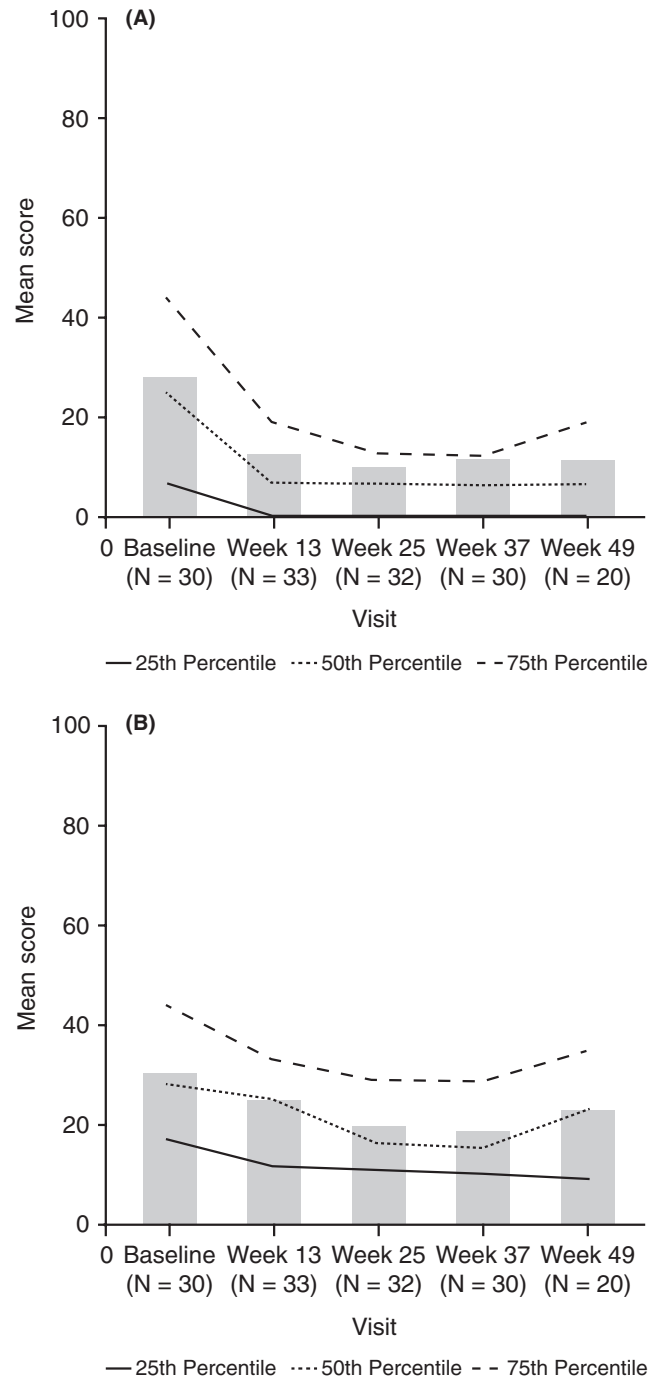 (A)
100
80
60
40
20
0
Mean score
0 Baseline Week 13 Week 25 Week 37 Week 49
(N = 30) (N = 33) (N = 32) (N = 30) (N = 20)
Visit
25th Percentile 50th Percentile 75th Percentile
(B)
100
80
60
40
20
0
Mean score
0 Baseline Week 13 Week 25 Week 37 Week 49
(N = 30) (N = 33) (N = 32) (N = 30) (N = 20)
Visit
25th Percentile 50th Percentile 75th Percentile